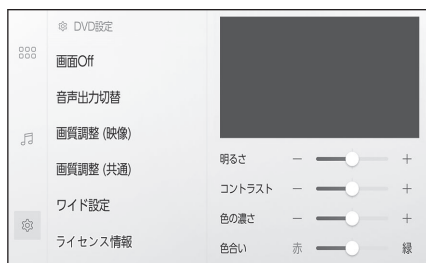 DVD設定
画面Off
音声出力切替
画質調整 (映像)
画質調整 (共通)
ワイド設定
ライセンス情報
明るさ － ＋
コントラスト － ＋
色の濃さ － ＋
色合い 赤 緑